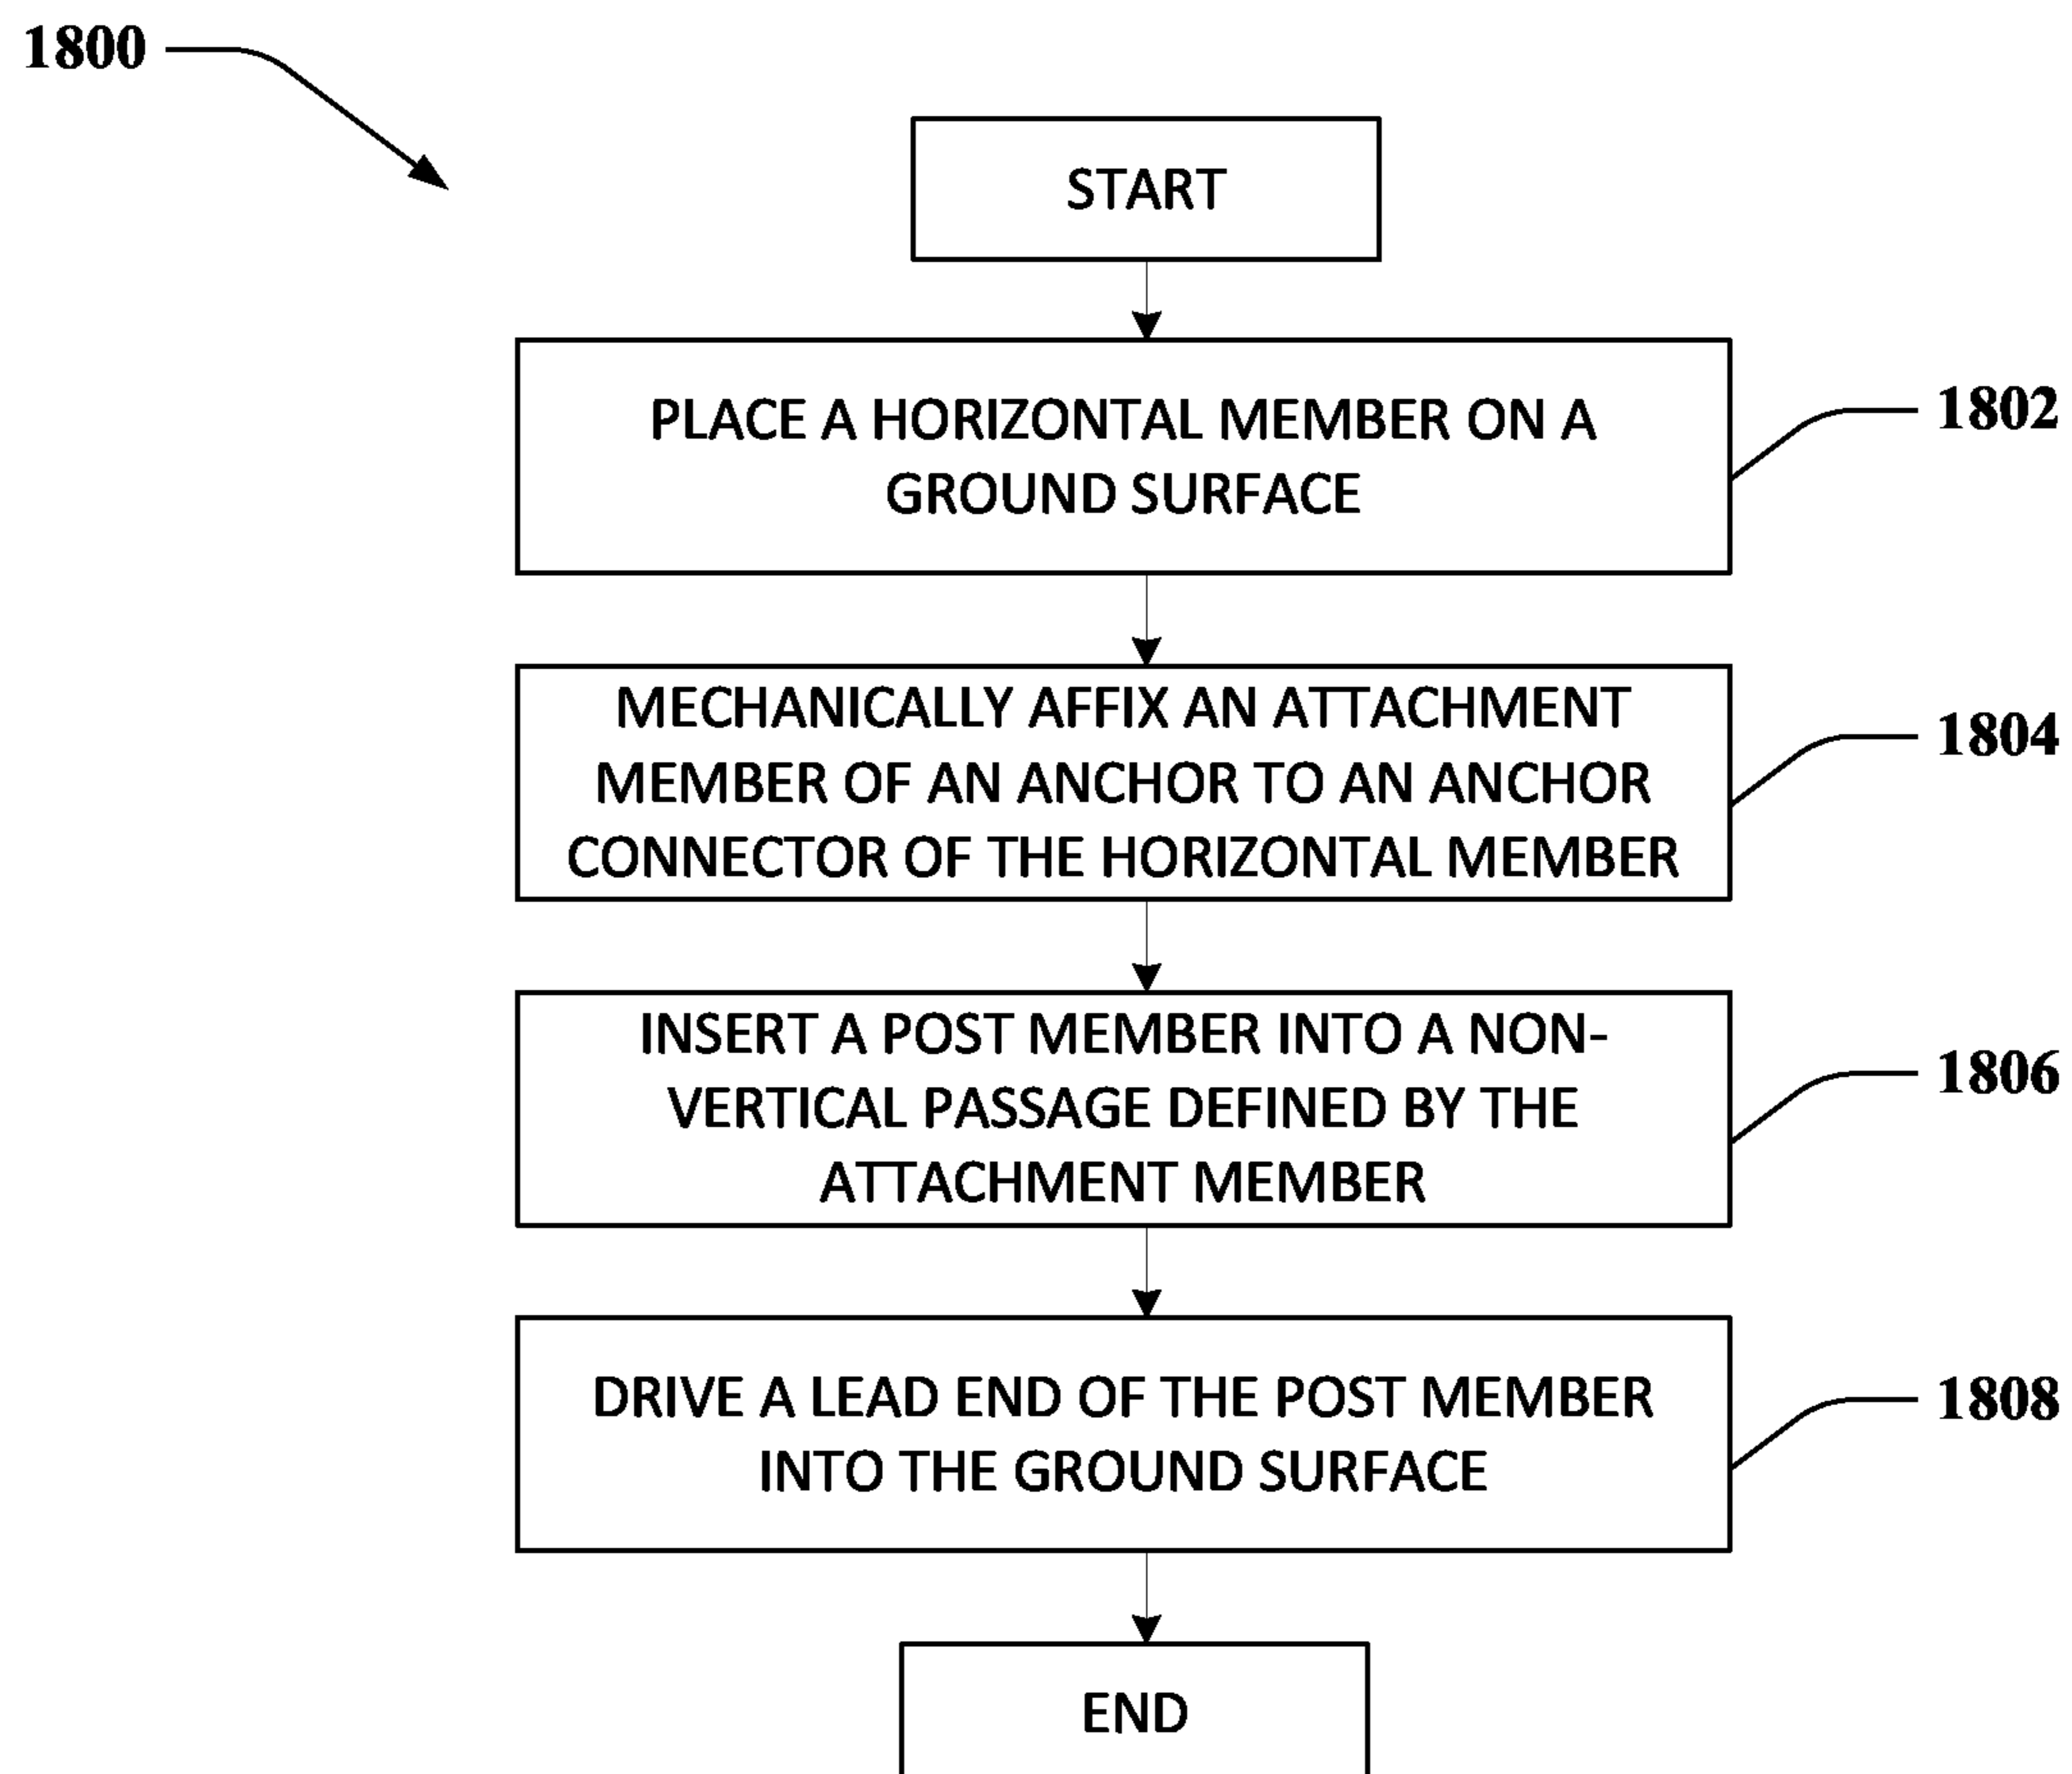 1800
START
PLACE A HORIZONTAL MEMBER ON A
GROUND SURFACE
1802
MECHANICALLY AFFIX AN ATTACHMENT
MEMBER OF AN ANCHOR TO AN ANCHOR
CONNECTOR OF THE HORIZONTAL MEMBER
1804
INSERT A POST MEMBER INTO A NON-
VERTICAL PASSAGE DEFINED BY THE
ATTACHMENT MEMBER
1806
DRIVE A LEAD END OF THE POST MEMBER
INTO THE GROUND SURFACE
1808
END